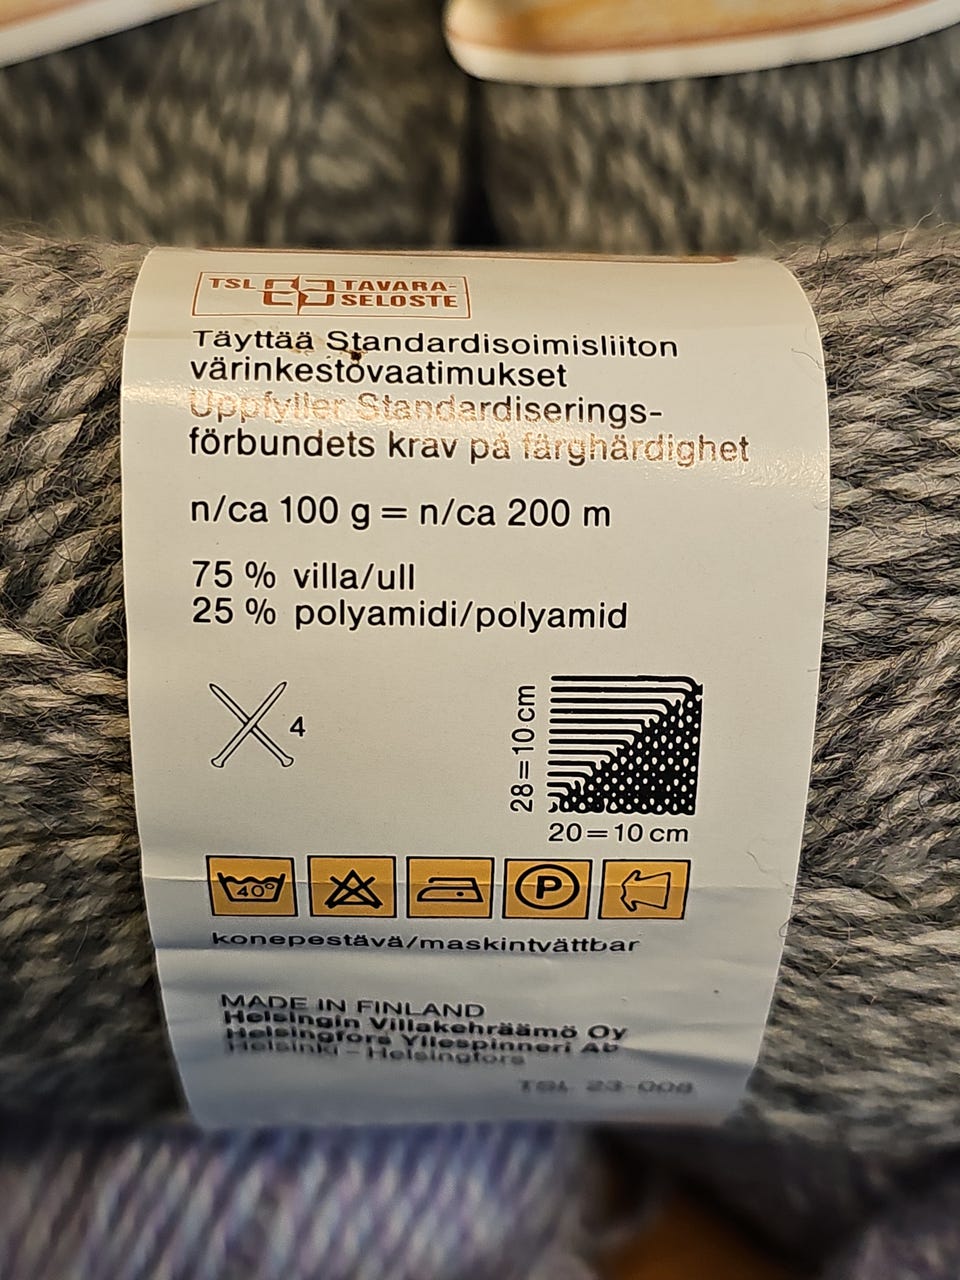 TSL TAVARA-
SELOSTE
Täyttää Standardisoimisliiton
värinkestovaatimukset
Uppfyller Standardiserings-
förbundets krav på färghärdighet
n/ca 100 g = n/ca 200 m
75 % villa/ull
25 % polyamidi/polyamid
4
28 = 10 cm
20 = 10 cm
40°
P
konepestävä/maskintvättbar
MADE IN FINLAND
Helsingin Villakehräämö Oy
Helsingfors Yllespinneri Ab
Helsinki – Helsingfors
TSL 23-008